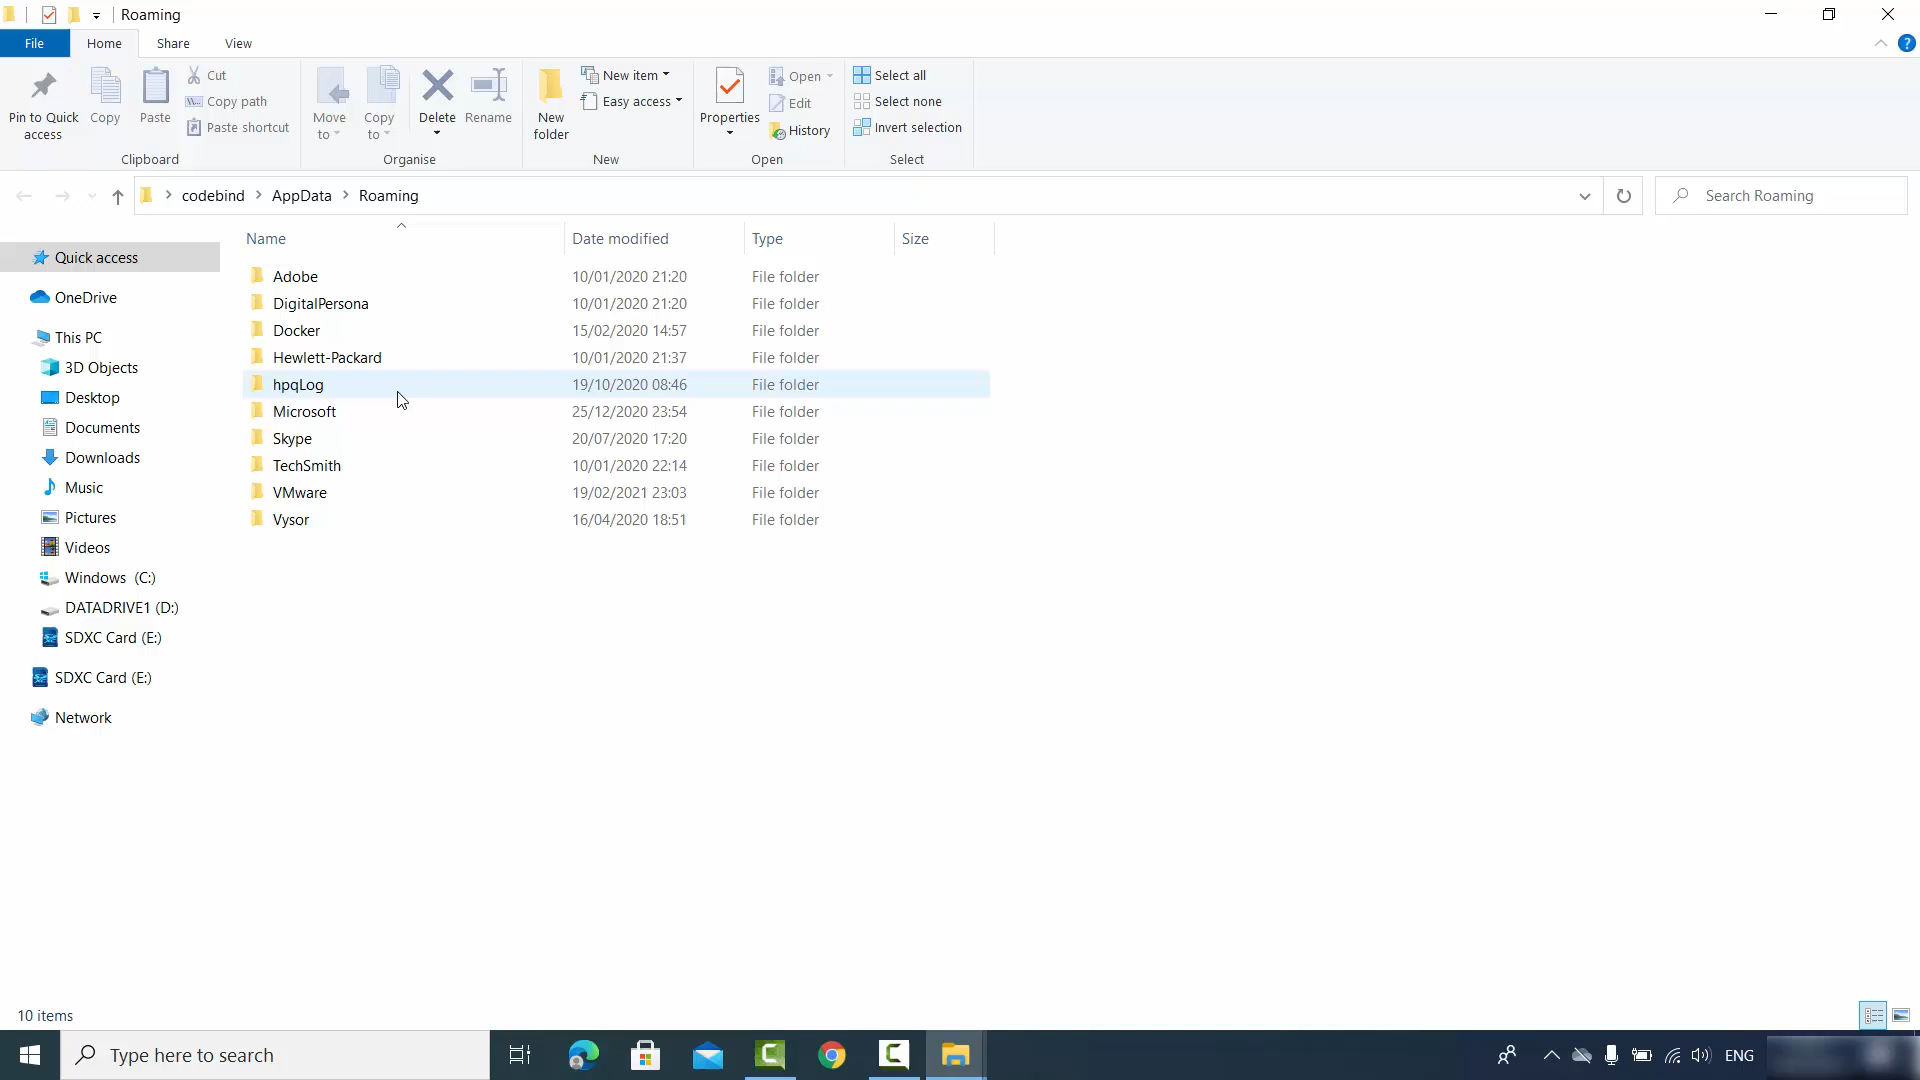 Roaming
File Home Share View
Pin to Quick access
Copy
Paste
Cut
Copy path
Paste shortcut
Clipboard
Move to
Copy to
Delete
Rename
Organise
New folder
New item
Easy access
New
Properties
Open
Edit
History
Open
Select all
Select none
Invert selection
Select
codebind AppData Roaming
Search Roaming
Name Date modified Type Size
Adobe 10/01/2020 21:20 File folder
DigitalPersona 10/01/2020 21:20 File folder
Docker 15/02/2020 14:57 File folder
Hewlett-Packard 10/01/2020 21:37 File folder
hpqLog 19/10/2020 08:46 File folder
Microsoft 25/12/2020 23:54 File folder
Skype 20/07/2020 17:20 File folder
TechSmith 10/01/2020 22:14 File folder
VMware 19/02/2021 23:03 File folder
Vysor 16/04/2020 18:51 File folder
Quick access
OneDrive
This PC
3D Objects
Desktop
Documents
Downloads
Music
Pictures
Videos
Windows (C:)
DATADRIVE1 (D:)
SDXC Card (E:)
SDXC Card (E:)
Network
10 items
Type here to search
ENG